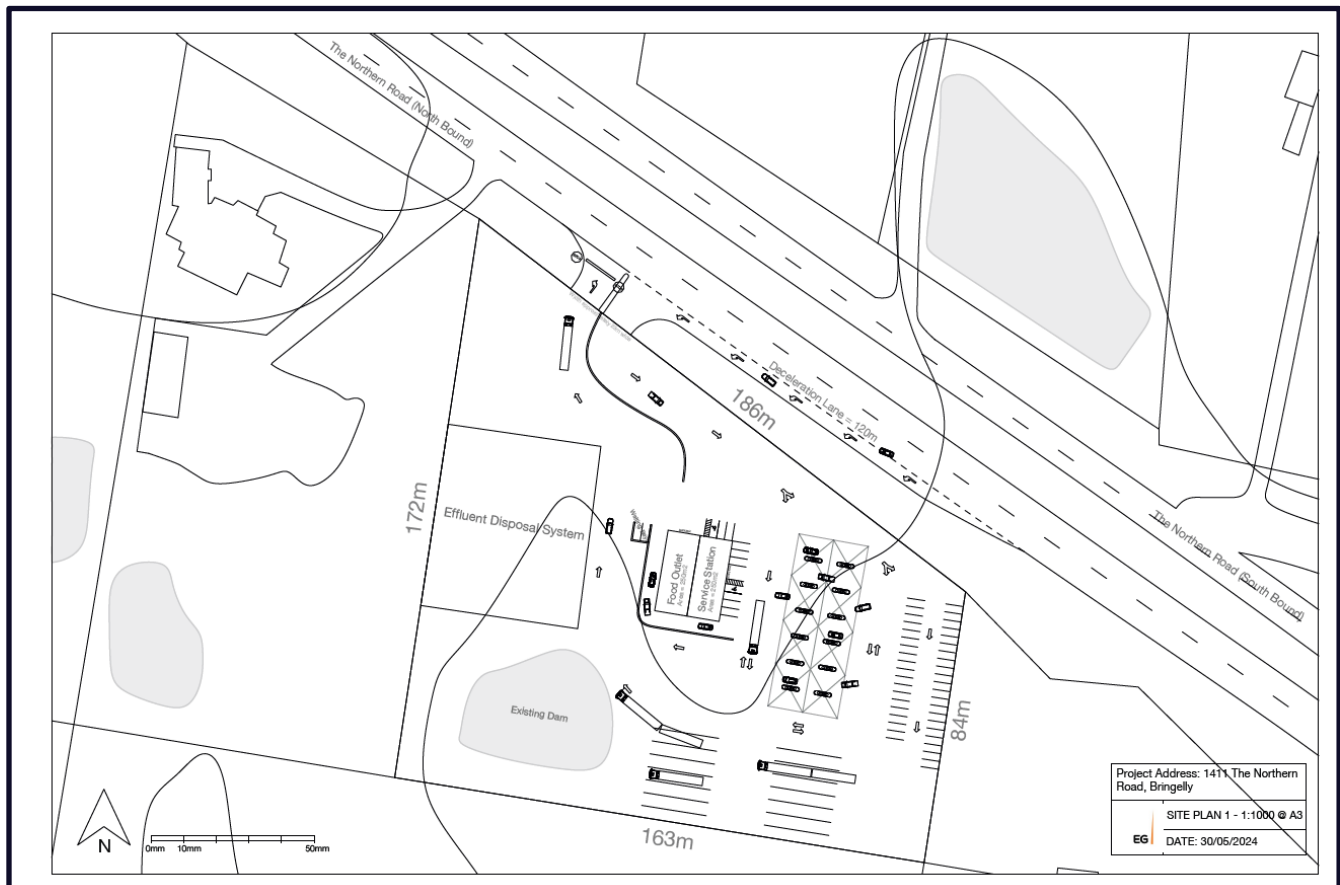 The Northern Road (North Bound)
186m
Deceleration Lane = 120m
172m
Effluent Disposal System
Food Outlet
Service Station
The Northern Road (South Bound)
Existing Dam
84m
163m
N
0mm 10mm 50mm
Project Address: 1411 The Northern
Road, Bringelly
EG
SITE PLAN 1 - 1:1000 @ A3
DATE: 30/05/2024